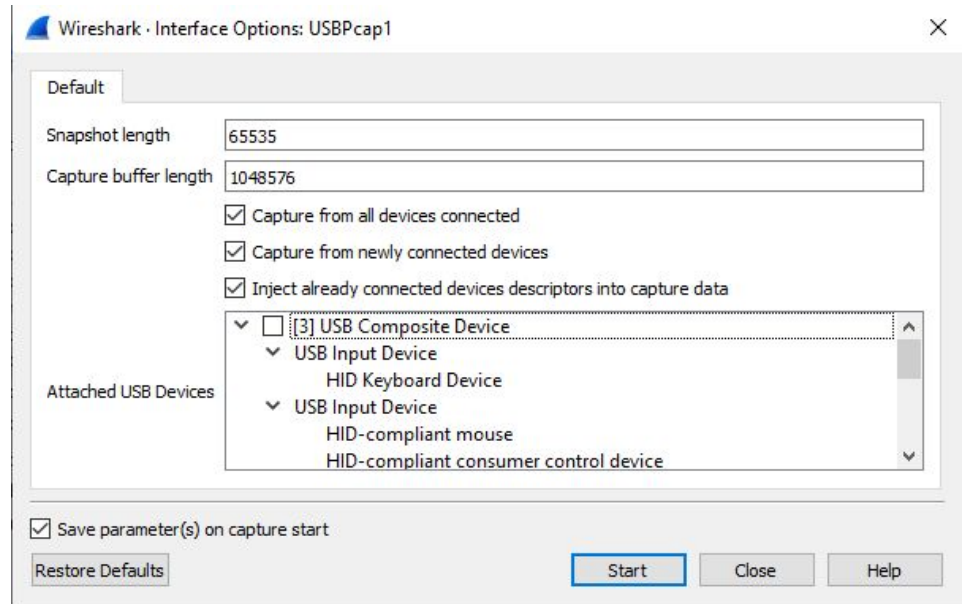 Wireshark · Interface Options: USBPcap1
Default
Snapshot length 65535
Capture buffer length 1048576
Capture from all devices connected
Capture from newly connected devices
Inject already connected devices descriptors into capture data
Attached USB Devices
[3] USB Composite Device
USB Input Device
HID Keyboard Device
USB Input Device
HID-compliant mouse
HID-compliant consumer control device
Save parameter(s) on capture start
Restore Defaults Start Close Help